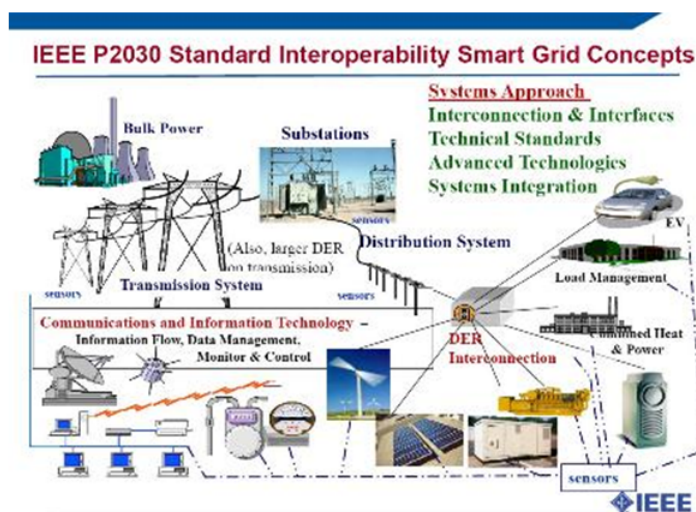 IEEE P2030 Standard Interoperability Smart Grid Concepts
Systems Approach
Interconnection & Interfaces
Technical Standards
Advanced Technologies
Systems Integration
Bulk Power
Substations
sensors
EV
(Also, larger DER
on transmission)
Distribution System
sensors
Transmission System
sensors
Load Management
Communications and Information Technology –
Information Flow, Data Management,
Monitor & Control
DER
Interconnection
Combined Heat
& Power
sensors
IEEE